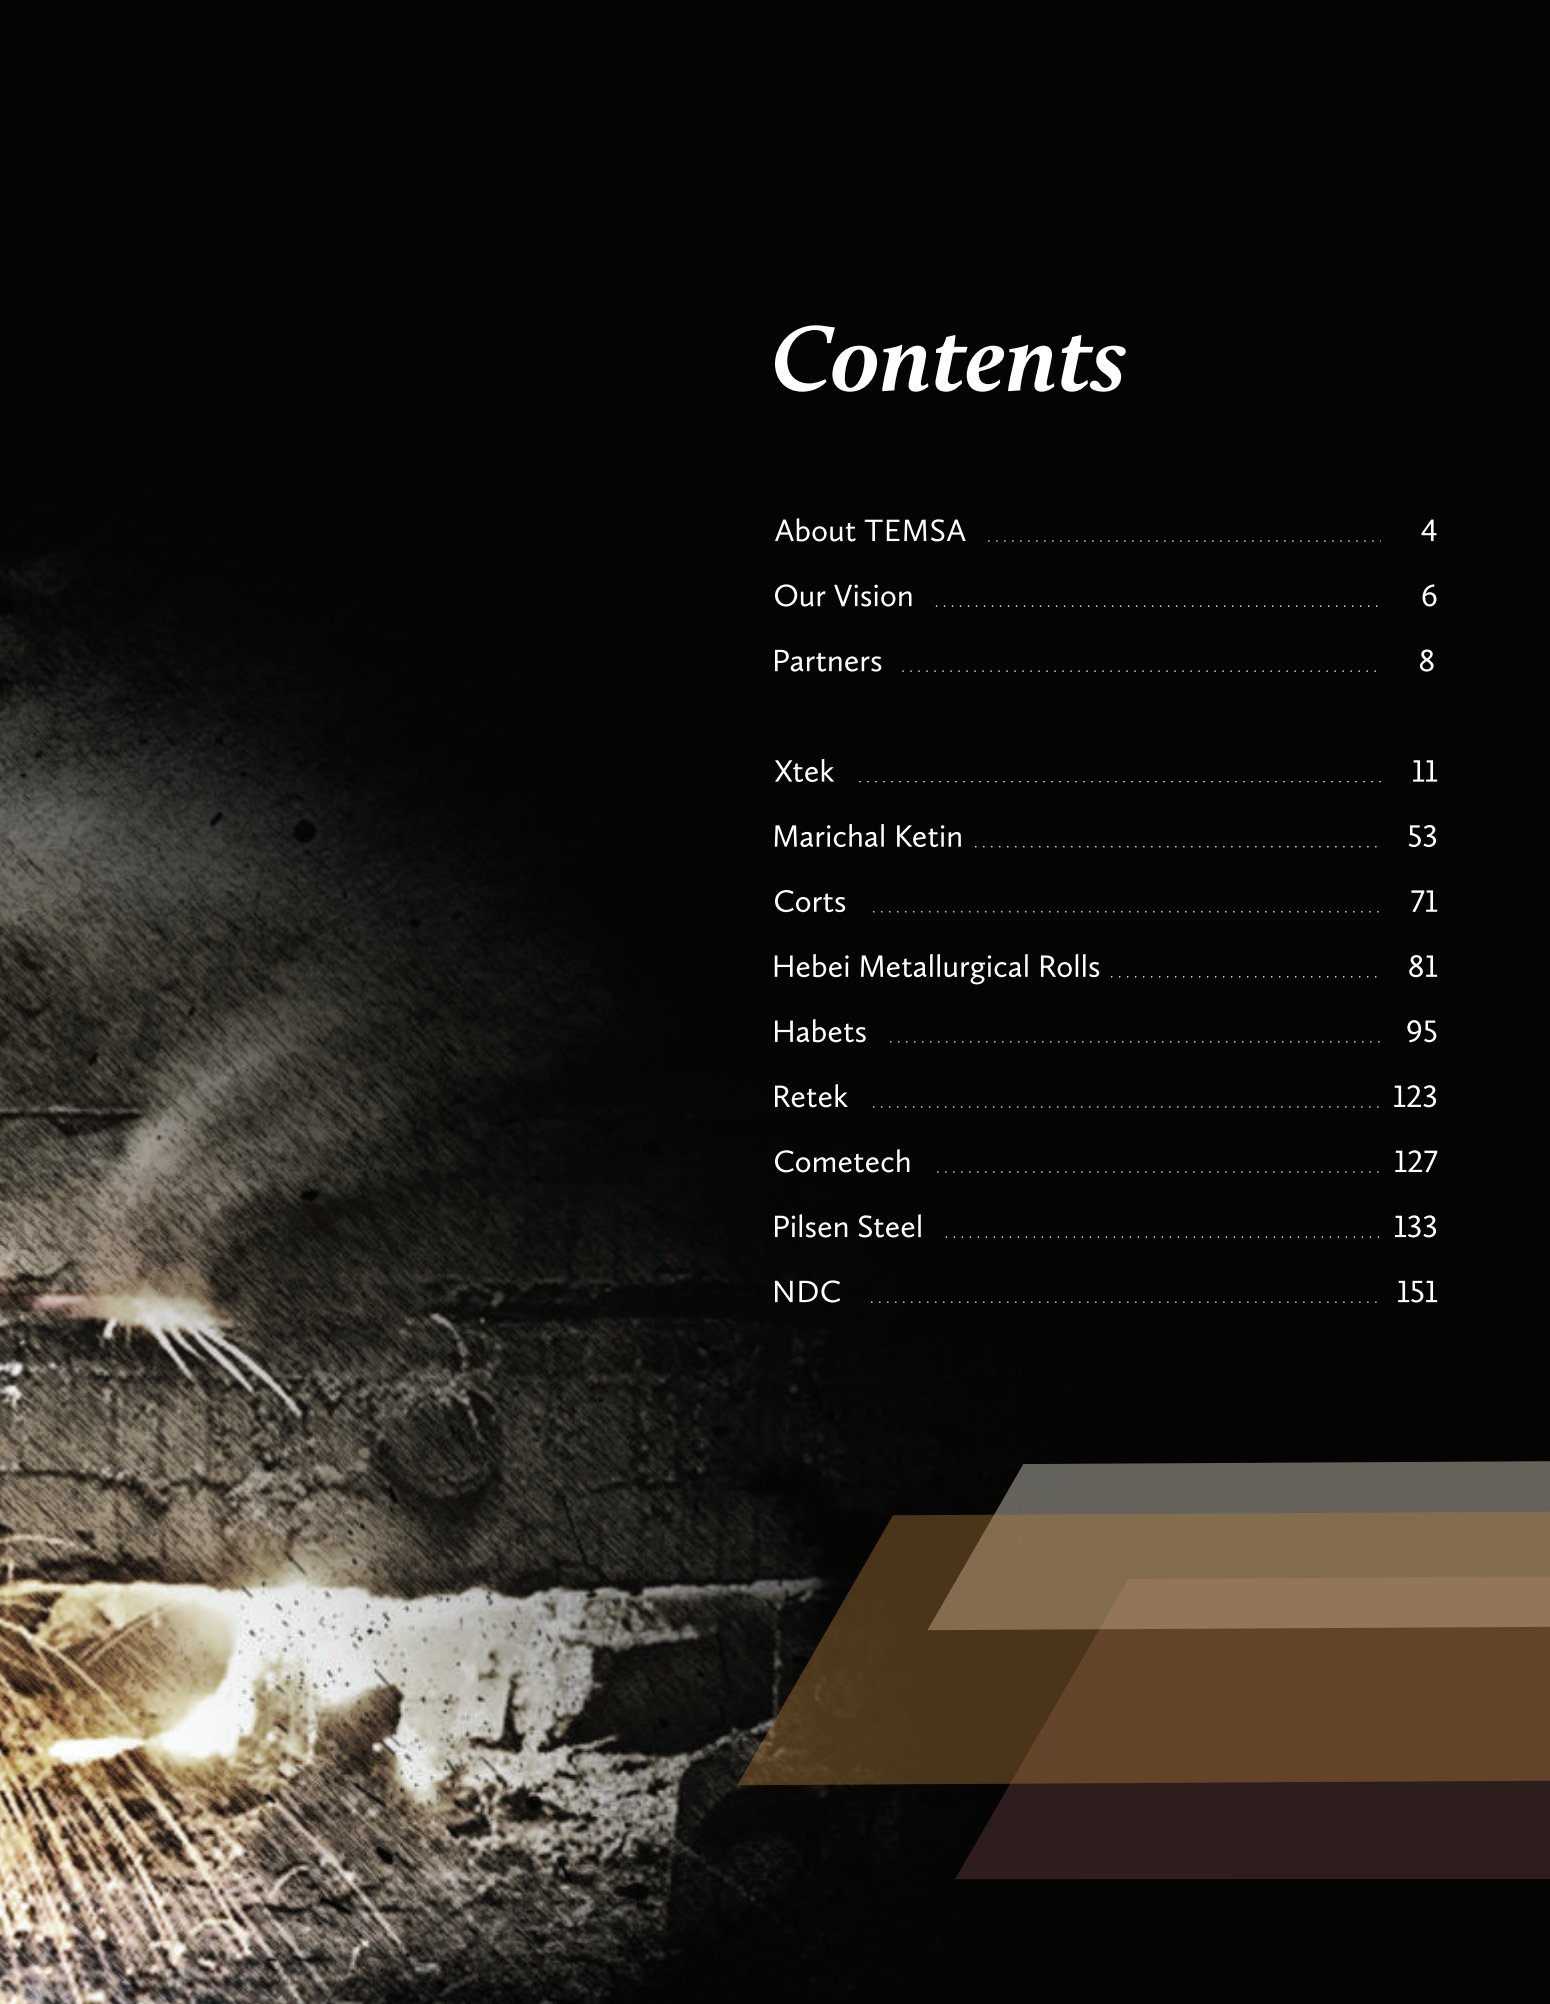 Contents
About TEMSA ........................................ 4
Our Vision ........................................ 6
Partners ........................................ 8
Xtek ........................................ 11
Marichal Ketin ........................................ 53
Corts ........................................ 71
Hebei Metallurgical Rolls ........................................ 81
Habets ........................................ 95
Retek ........................................ 123
Cometech ........................................ 127
Pilsen Steel ........................................ 133
NDC ........................................ 151